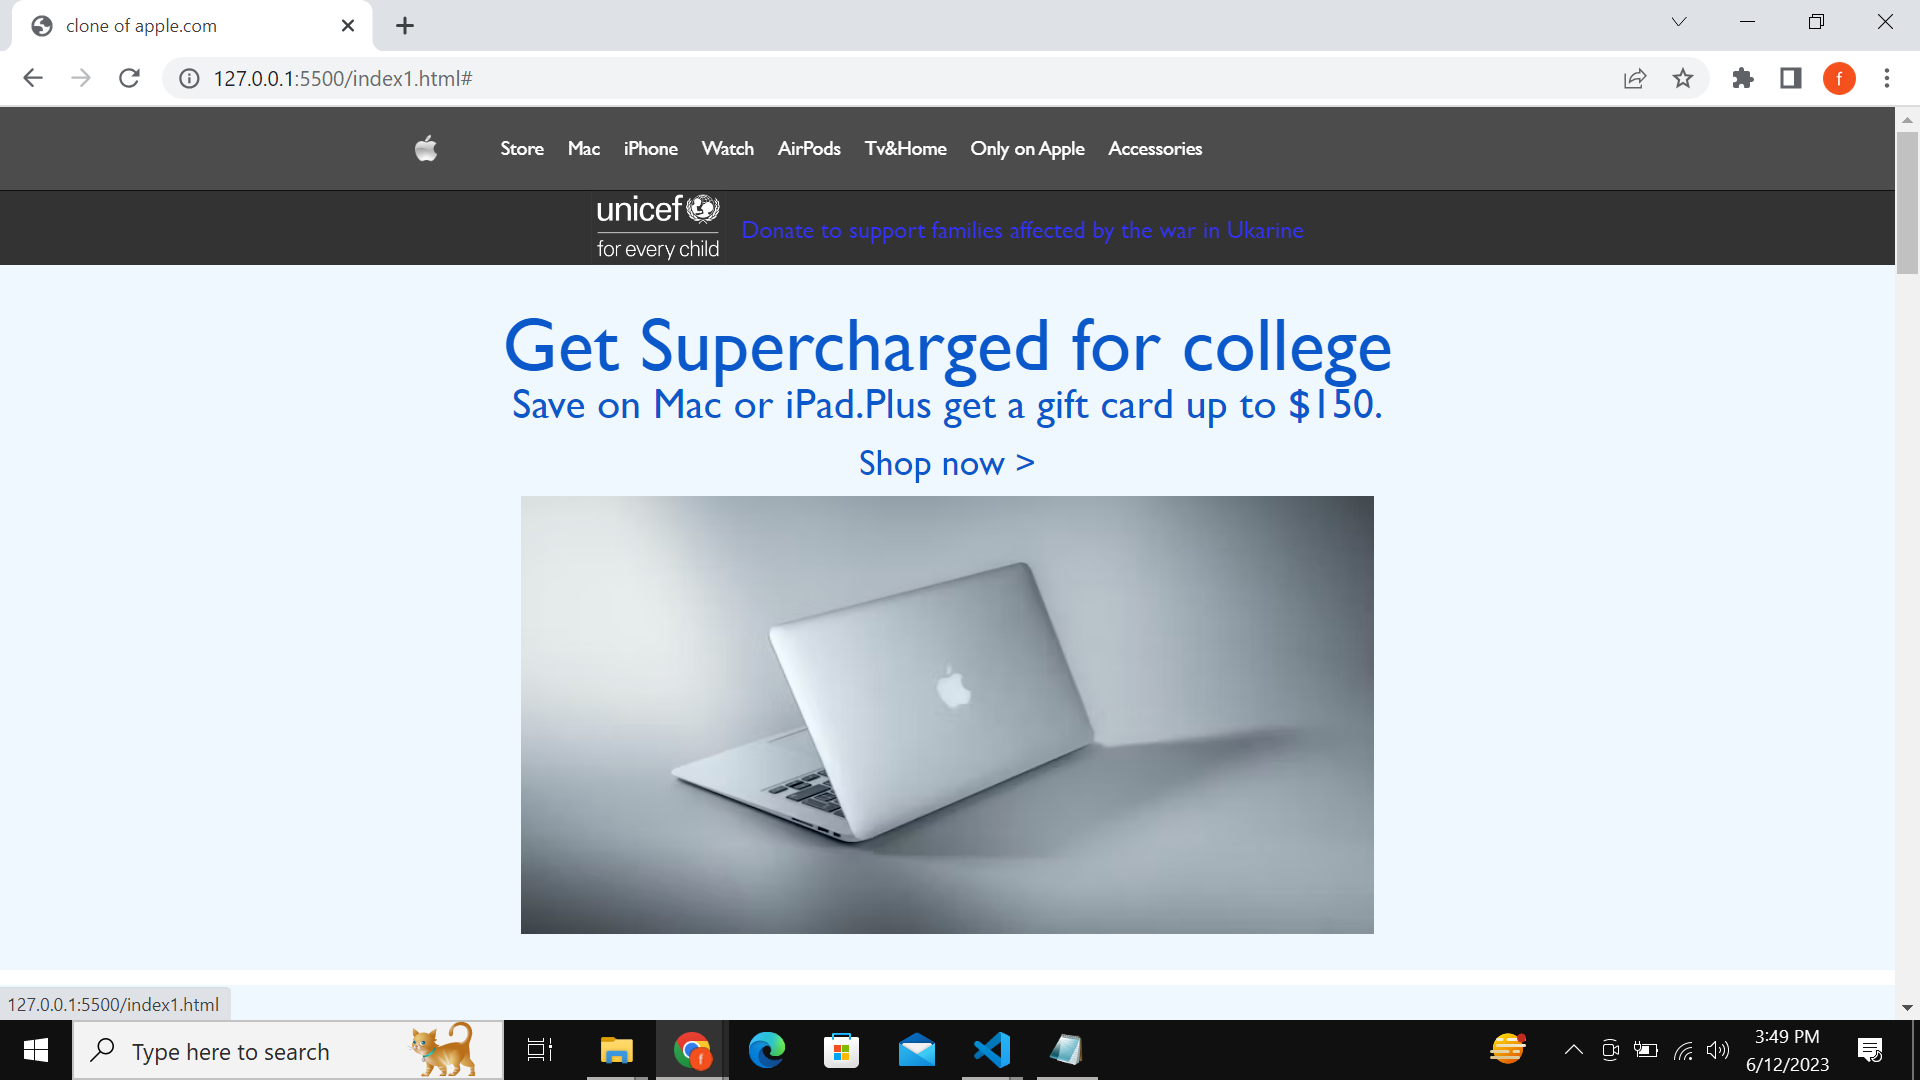 clone of apple.com
127.0.0.1:5500/index1.html#
f
Store Mac iPhone Watch AirPods Tv&Home Only on Apple Accessories
unicef
for every child
Donate to support families affected by the war in Ukarine
Get Supercharged for college
Save on Mac or iPad.Plus get a gift card up to $150.
Shop now >
127.0.0.1:5500/index1.html
Type here to search
f
3:49 PM
6/12/2023